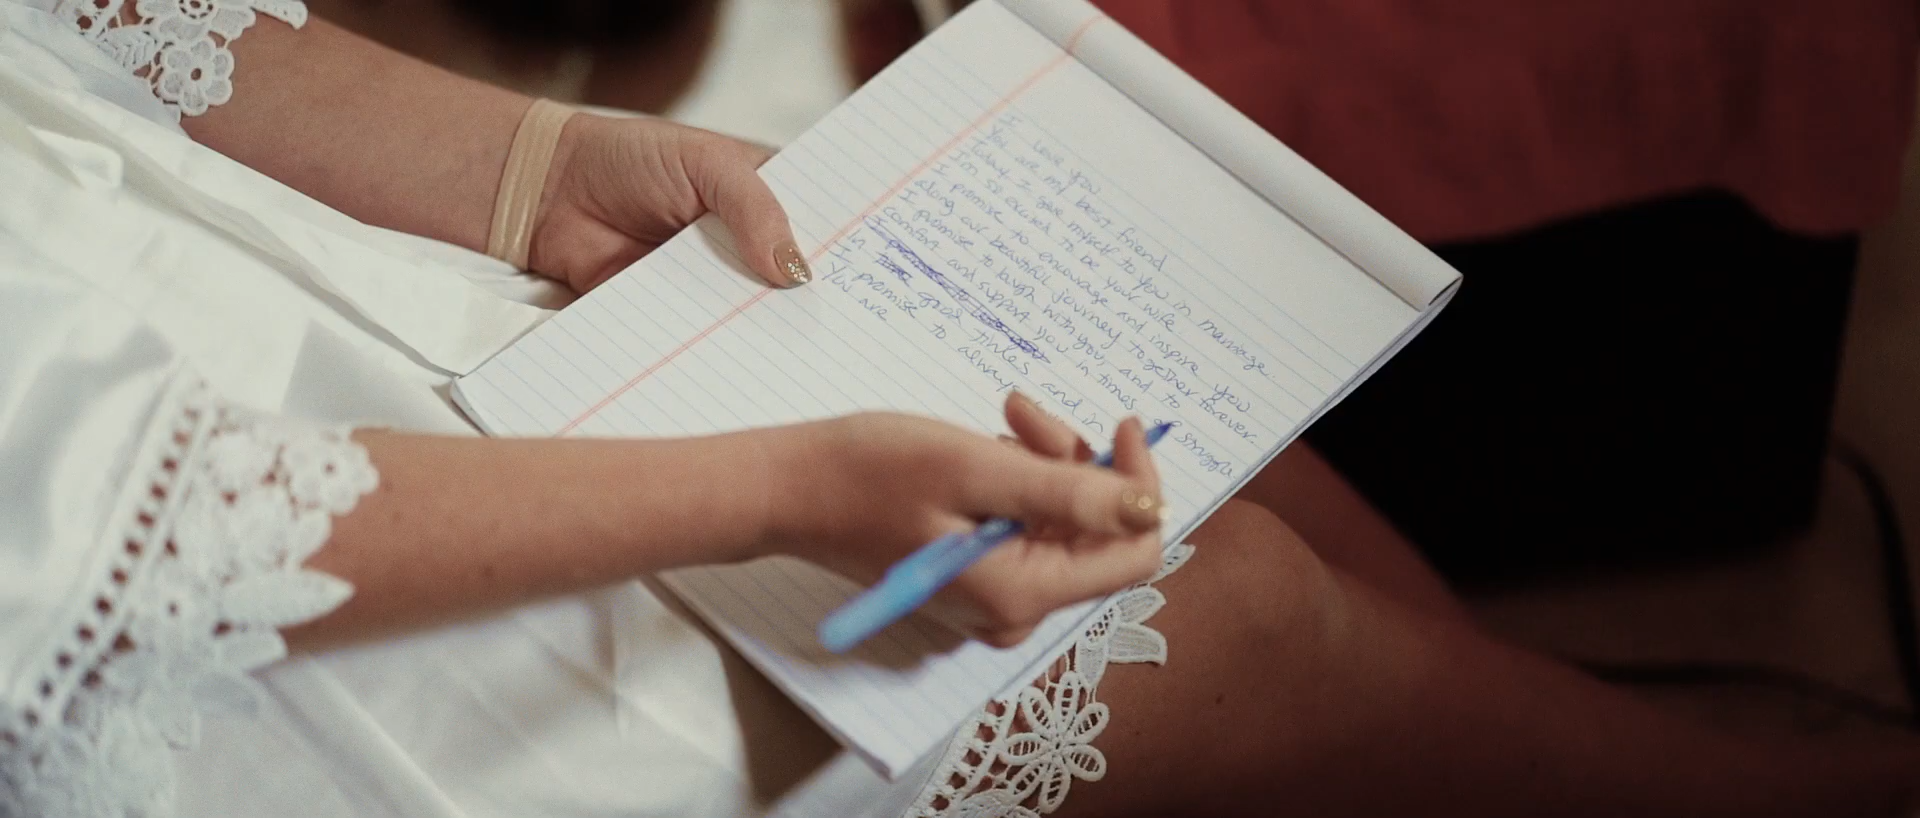 I love you
You are my best friend
Today I give myself to you in marriage.
I'm so excited to be your wife
I promise to encourage and inspire you
along our beautiful journey together forever.
I promise to laugh with you, and to
comfort and support you in times of struggle.
I promise to
In good times and in
I promise to always
You are